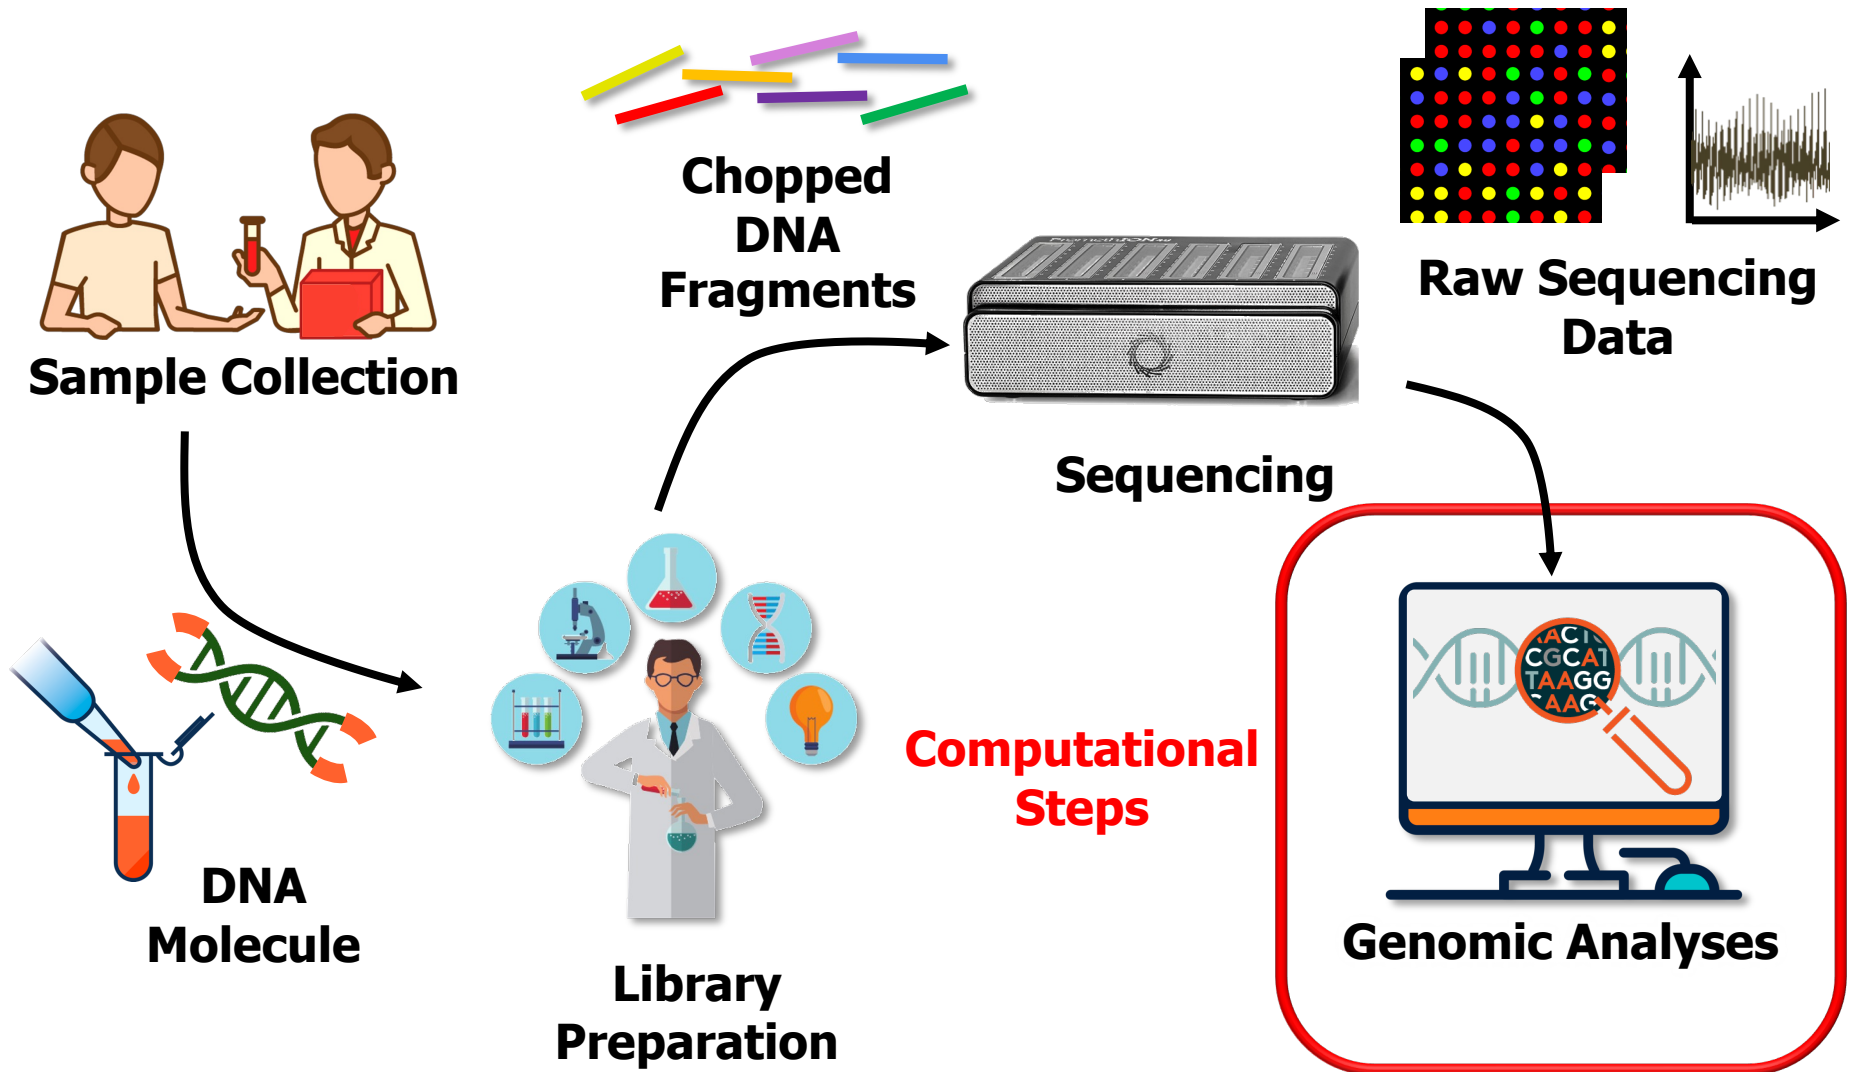 Chopped
DNA
Fragments
Raw Sequencing
Data
Sample Collection
Sequencing
Computational
Steps
CGCA
TAAGG
DNA
Molecule
Genomic Analyses
Library
Preparation